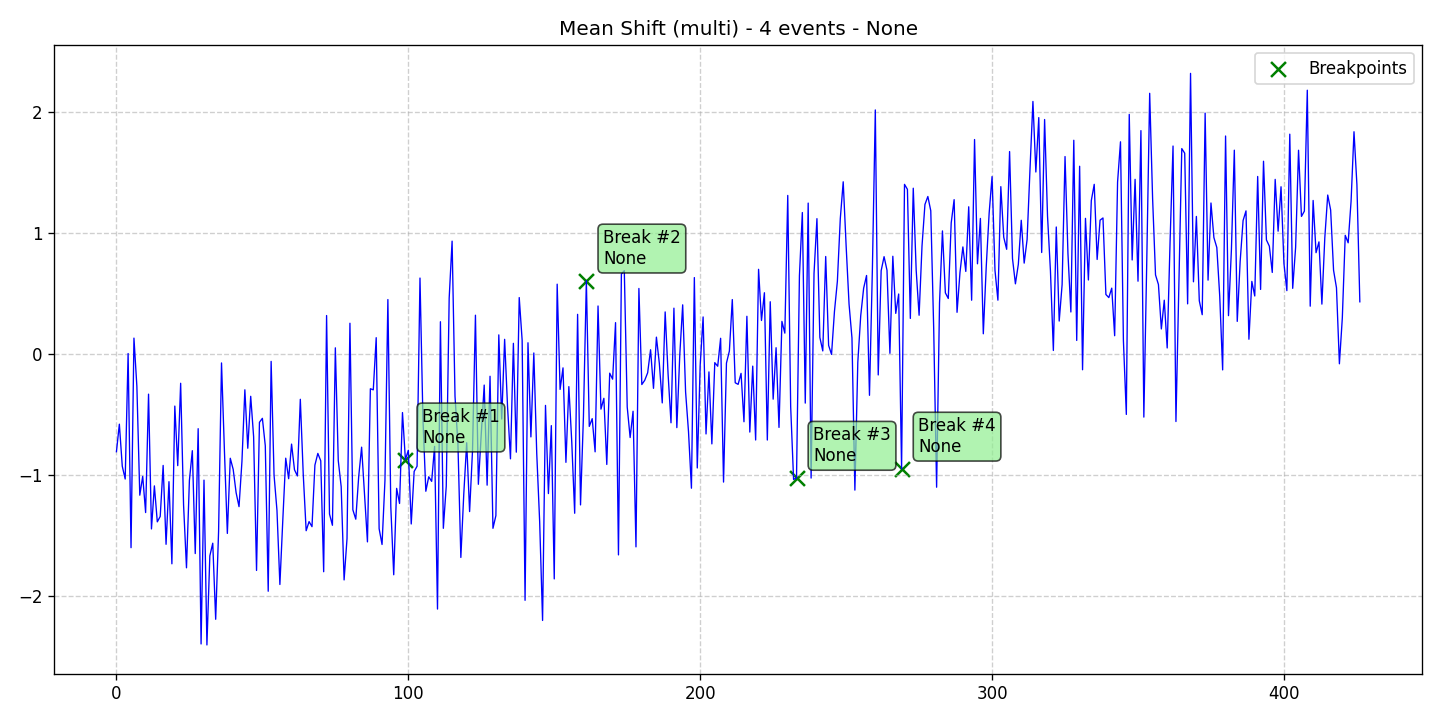 Mean Shift (multi) - 4 events - None
Breakpoints
2
1
0
−1
−2
Break #1
None
Break #2
None
Break #3
None
Break #4
None
0
100
200
300
400